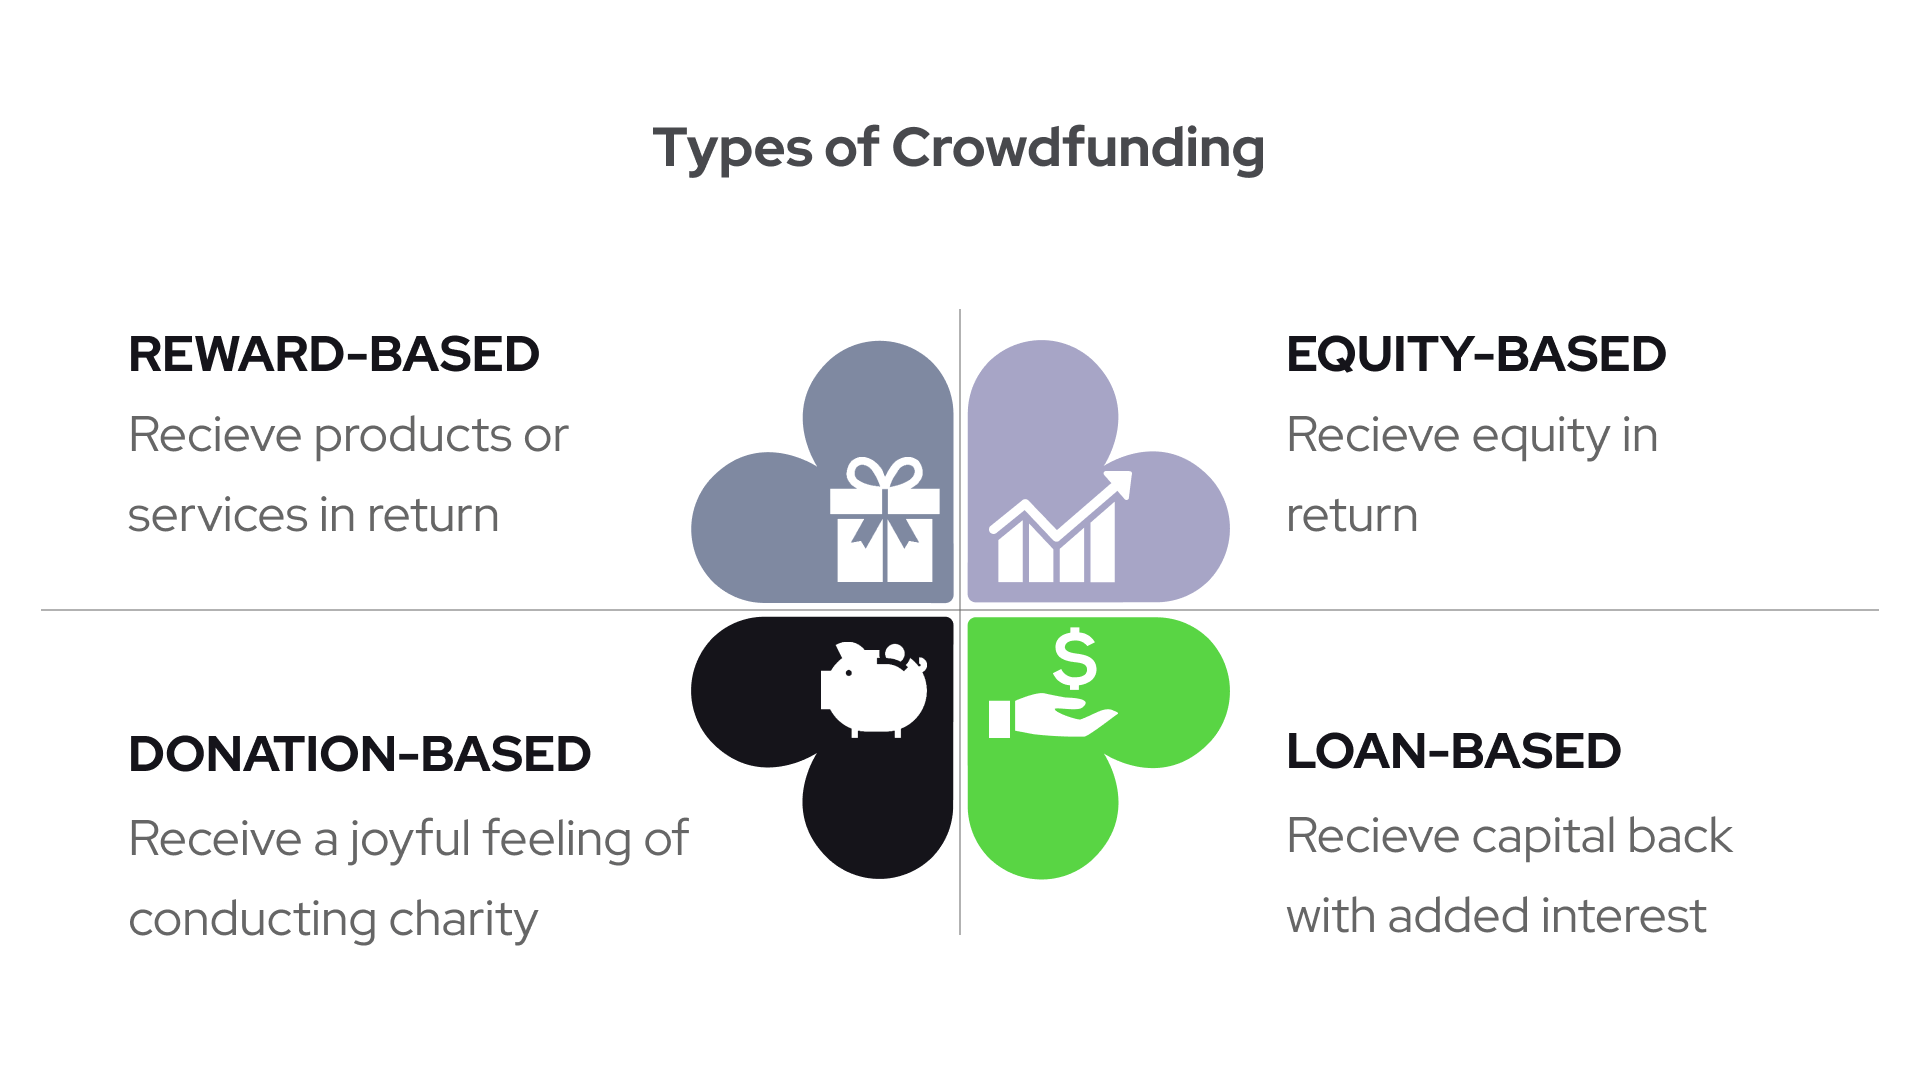 Types of Crowdfunding
REWARD-BASED
Recieve products or
services in return
EQUITY-BASED
Recieve equity in
return
DONATION-BASED
Receive a joyful feeling of
conducting charity
$
LOAN-BASED
Recieve capital back
with added interest